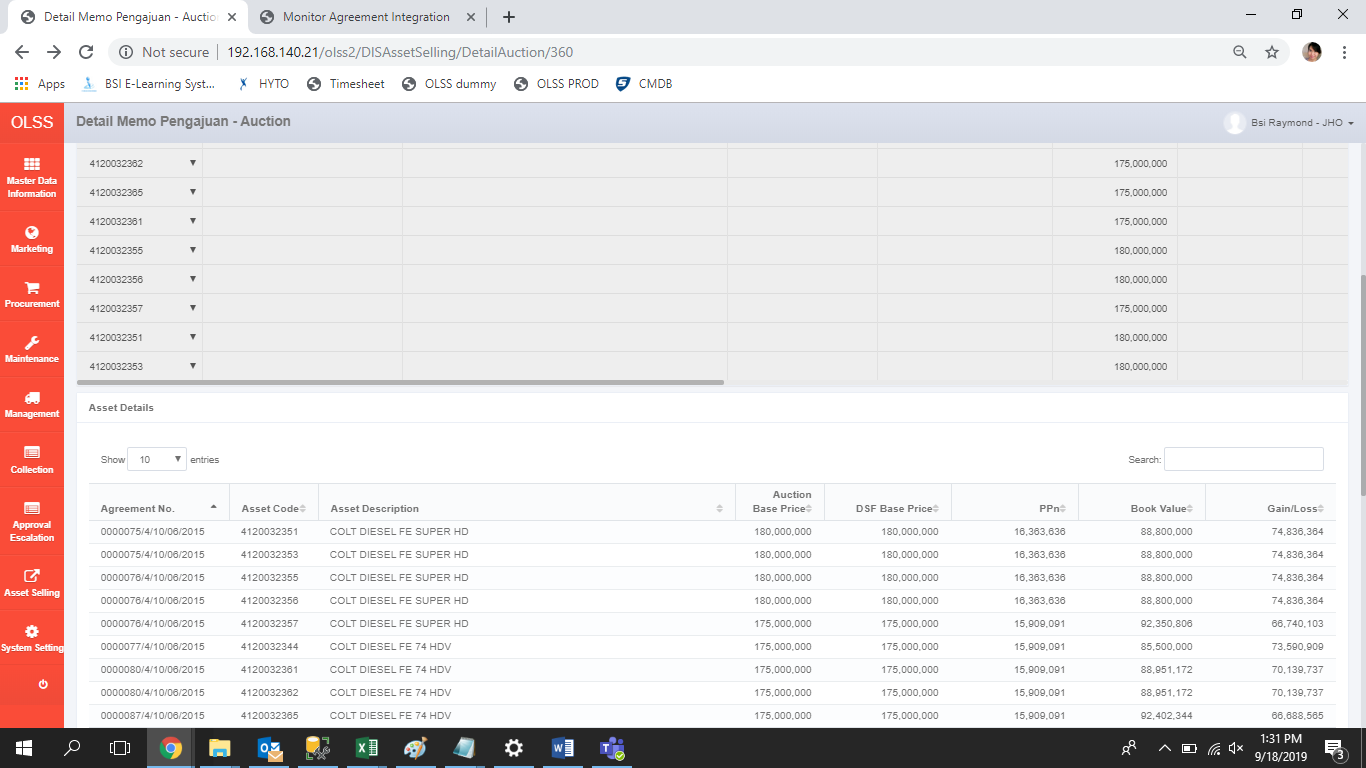 Detail Memo Pengajuan - Auctio
Monitor Agreement Integration
Not secure
192.168.140.21/olss2/DISAssetSelling/DetailAuction/360
Apps
BSI E-Learning Syst...
HYTO
Timesheet
OLSS dummy
OLSS PROD
CMDB
OLSS
Detail Memo Pengajuan - Auction
Bsi Raymond - JHO
Master Data
Information
Marketing
Procurement
Maintenance
Management
Collection
Approval
Escalation
Asset Selling
System Setting
4120032362 175,000,000
4120032365 175,000,000
4120032361 175,000,000
4120032355 180,000,000
4120032356 180,000,000
4120032357 175,000,000
4120032351 180,000,000
4120032353 180,000,000
Asset Details
Show 10 entries
Search:
Agreement No. Asset Code Asset Description Auction Base Price DSF Base Price PPn Book Value Gain/Loss
0000075/4/10/06/2015 4120032351 COLT DIESEL FE SUPER HD 180,000,000 180,000,000 16,363,636 88,800,000 74,836,364
0000075/4/10/06/2015 4120032353 COLT DIESEL FE SUPER HD 180,000,000 180,000,000 16,363,636 88,800,000 74,836,364
0000076/4/10/06/2015 4120032355 COLT DIESEL FE SUPER HD 180,000,000 180,000,000 16,363,636 88,800,000 74,836,364
0000076/4/10/06/2015 4120032356 COLT DIESEL FE SUPER HD 180,000,000 180,000,000 16,363,636 88,800,000 74,836,364
0000076/4/10/06/2015 4120032357 COLT DIESEL FE SUPER HD 175,000,000 175,000,000 15,909,091 92,350,806 66,740,103
0000077/4/10/06/2015 4120032344 COLT DIESEL FE 74 HDV 175,000,000 175,000,000 15,909,091 85,500,000 73,590,909
0000080/4/10/06/2015 4120032361 COLT DIESEL FE 74 HDV 175,000,000 175,000,000 15,909,091 88,951,172 70,139,737
0000080/4/10/06/2015 4120032362 COLT DIESEL FE 74 HDV 175,000,000 175,000,000 15,909,091 88,951,172 70,139,737
0000087/4/10/06/2015 4120032365 COLT DIESEL FE 74 HDV 175,000,000 175,000,000 15,909,091 92,402,344 66,688,565
1:31 PM
9/18/2019
3